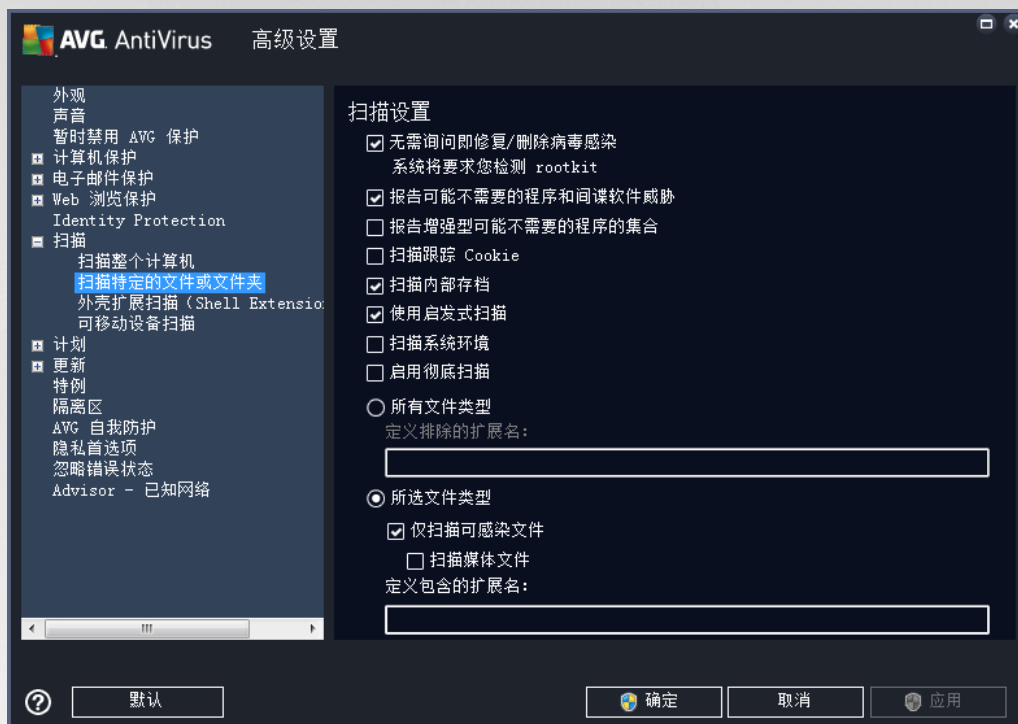 AVG. AntiVirus 高级设置
外观
声音
暂时禁用 AVG 保护
计算机保护
电子邮件保护
Web 浏览保护
Identity Protection
扫描
扫描整个计算机
扫描特定的文件或文件夹
外壳扩展扫描（Shell Extensio
可移动设备扫描
计划
更新
特例
隔离区
AVG 自我防护
隐私首选项
忽略错误状态
Advisor - 已知网络
扫描设置
无需询问即修复/删除病毒感染
系统将要求您检测 rootkit
报告可能不需要的程序和间谍软件威胁
报告增强型可能不需要的程序的集合
扫描跟踪 Cookie
扫描内部存档
使用启发式扫描
扫描系统环境
启用彻底扫描
所有文件类型
定义排除的扩展名:
所选文件类型
仅扫描可感染文件
扫描媒体文件
定义包含的扩展名:
默认
确定
取消
应用